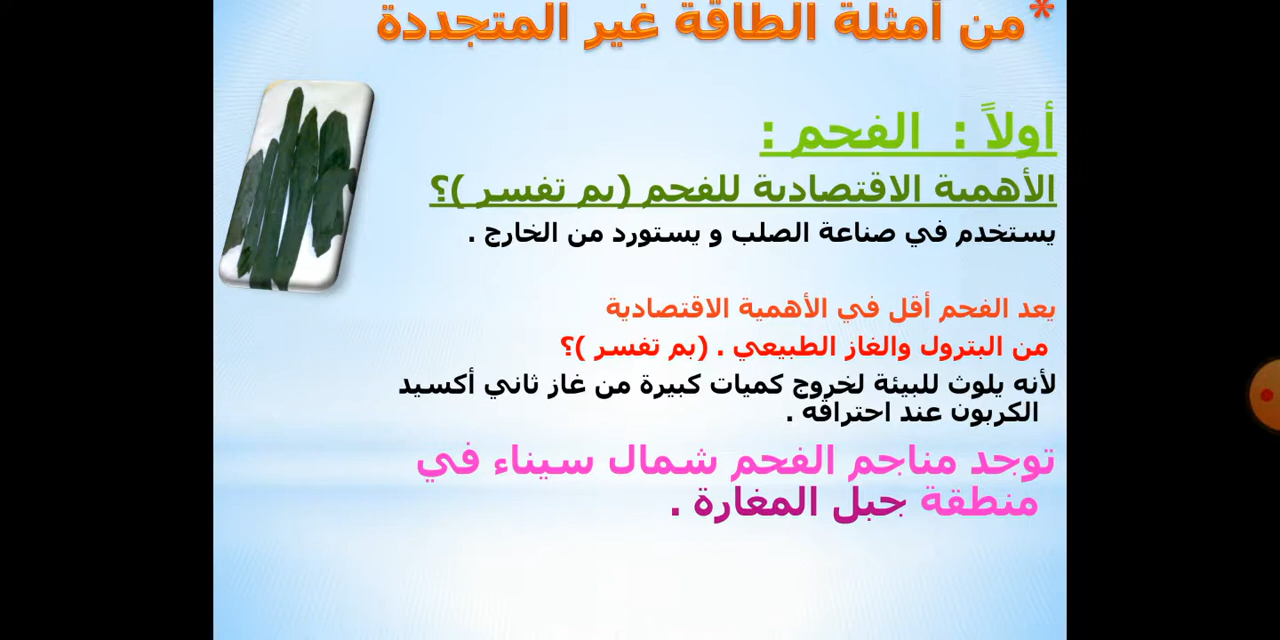 *من أمثلة الطاقة غير المتجددة
أولاً : الفحم :
الأهمية الاقتصادية للفحم (بم تفسر )؟
يستخدم في صناعة الصلب و يستورد من الخارج .
يعد الفحم أقل في الأهمية الاقتصادية
من البترول والغاز الطبيعي . (بم تفسر )؟
لأنه يلوث للبيئة لخروج كميات كبيرة من غاز ثاني أكسيد
الكربون عند احتراقه .
توجد مناجم الفحم شمال سيناء في
منطقة جبل المغارة .